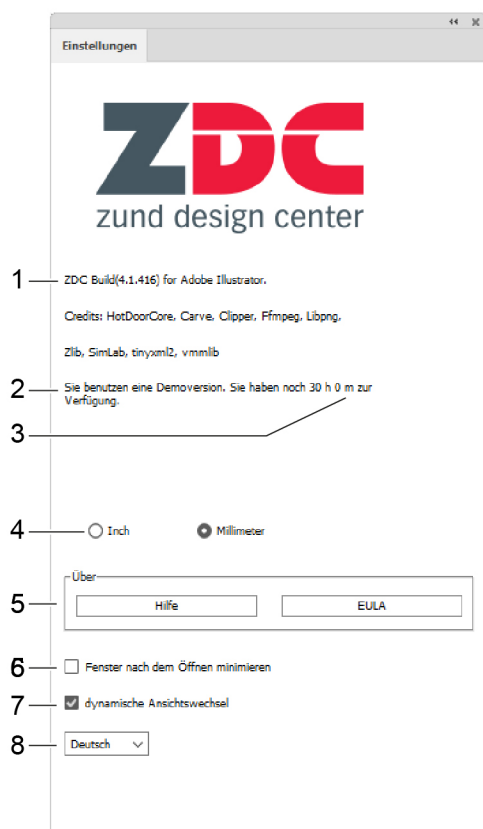 Einstellungen
ZDC
zund design center
1
ZDC Build(4.1.416) for Adobe Illustrator.
Credits: HotDoorCore, Carve, Clipper, Ffmpeg, Libpng,
Zlib, SimLab, tinyxml2, vmmlib
2
Sie benutzen eine Demoversion. Sie haben noch 30 h 0 m zur
Verfügung.
3
4
Inch
Millimeter
Über
5
Hilfe
EULA
6
Fenster nach dem Öffnen minimieren
7
dynamische Ansichtswechsel
8
Deutsch